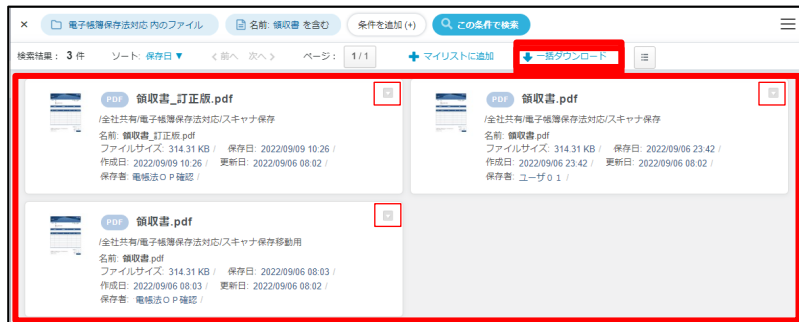 × 電子帳簿保存法対応 内のファイル 名前: 領収書 を含む 条件を追加 (+) この条件で検索
検索結果： 3 件 ソート: 保存日 ▼ < 前へ 次へ > ページ： 1 / 1 マイリストに追加 一括ダウンロード
PDF 領収書_訂正版.pdf
/全社共有/電子帳簿保存法対応/スキャナ保存
名前: 領収書_訂正版.pdf
ファイルサイズ: 314.31 KB / 保存日: 2022/09/09 10:26 /
作成日: 2022/09/09 10:26 / 更新日: 2022/09/06 08:02 /
保存者: 電帳法ＯＰ確認 /
PDF 領収書.pdf
/全社共有/電子帳簿保存法対応/スキャナ保存
名前: 領収書.pdf
ファイルサイズ: 314.31 KB / 保存日: 2022/09/06 23:42 /
作成日: 2022/09/06 23:42 / 更新日: 2022/09/06 08:02 /
保存者: ユーザ０１ /
PDF 領収書.pdf
/全社共有/電子帳簿保存法対応/スキャナ保存移動用
名前: 領収書.pdf
ファイルサイズ: 314.31 KB / 保存日: 2022/09/06 08:03 /
作成日: 2022/09/06 08:03 / 更新日: 2022/09/06 08:02 /
保存者: 電帳法ＯＰ確認 /